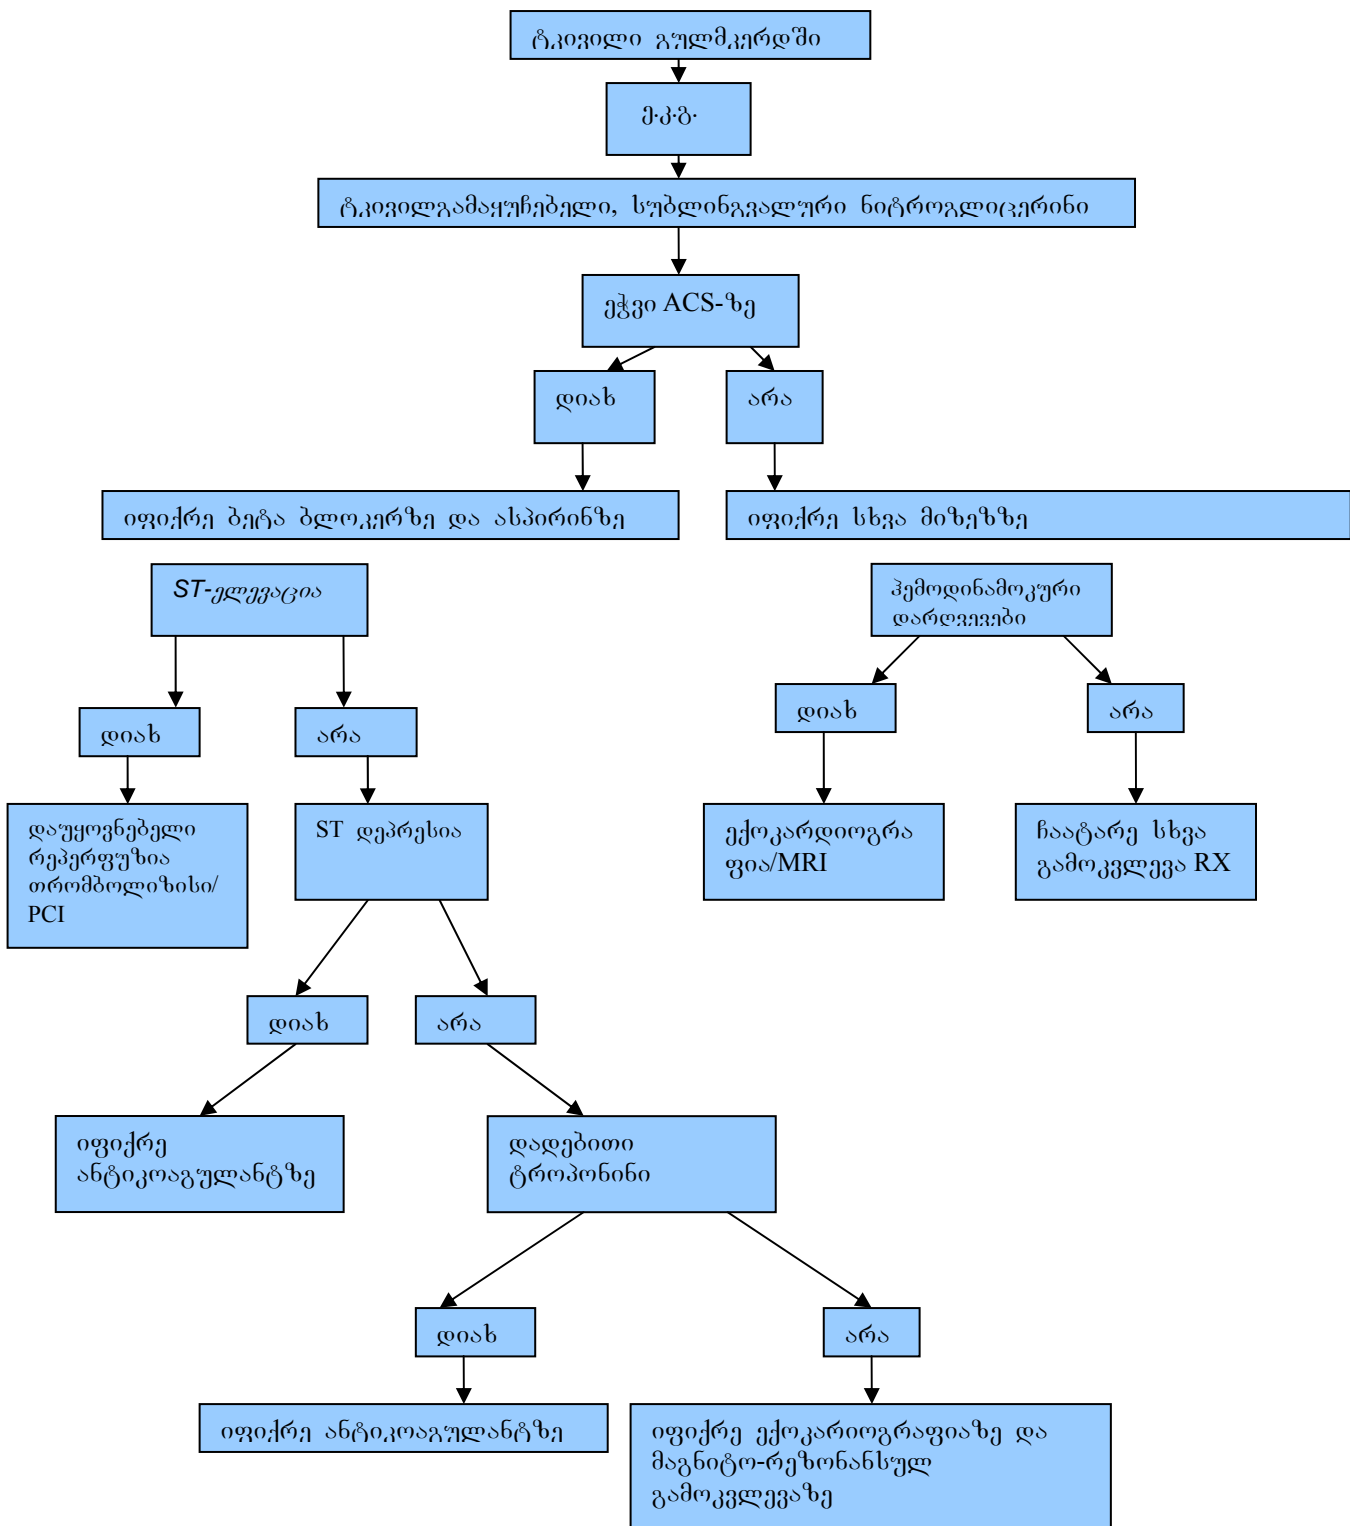 ტკივილი გულმკერდში
ე.კ.გ.
ტკივილგამაყუჩებელი, სუბლინგვალური ნიტროგლიცერინი
ეჭვი ACS-ზე
დიახ
არა
იფიქრე ბეტა ბლოკერზე და ასპირინზე
იფიქრე სხვა მიზეზზე
ST-ელევაცია
ჰემოდინამოკური
დარღვევები
დიახ
არა
დიახ
არა
დაუყოვნებელი
რეპერფუზია
თრომბოლიზისი/
PCI
ST დეპრესია
ექოკარდიოგრა
ფია/MRI
ჩაატარე სხვა
გამოკვლევა RX
დიახ
არა
იფიქრე
ანტიკოაგულანტზე
დადებითი
ტროპონინი
დიახ
არა
იფიქრე ანტიკოაგულანტზე
იფიქრე ექოკარიოგრაფიაზე და
მაგნიტო-რეზონანსულ
გამოკვლევაზე